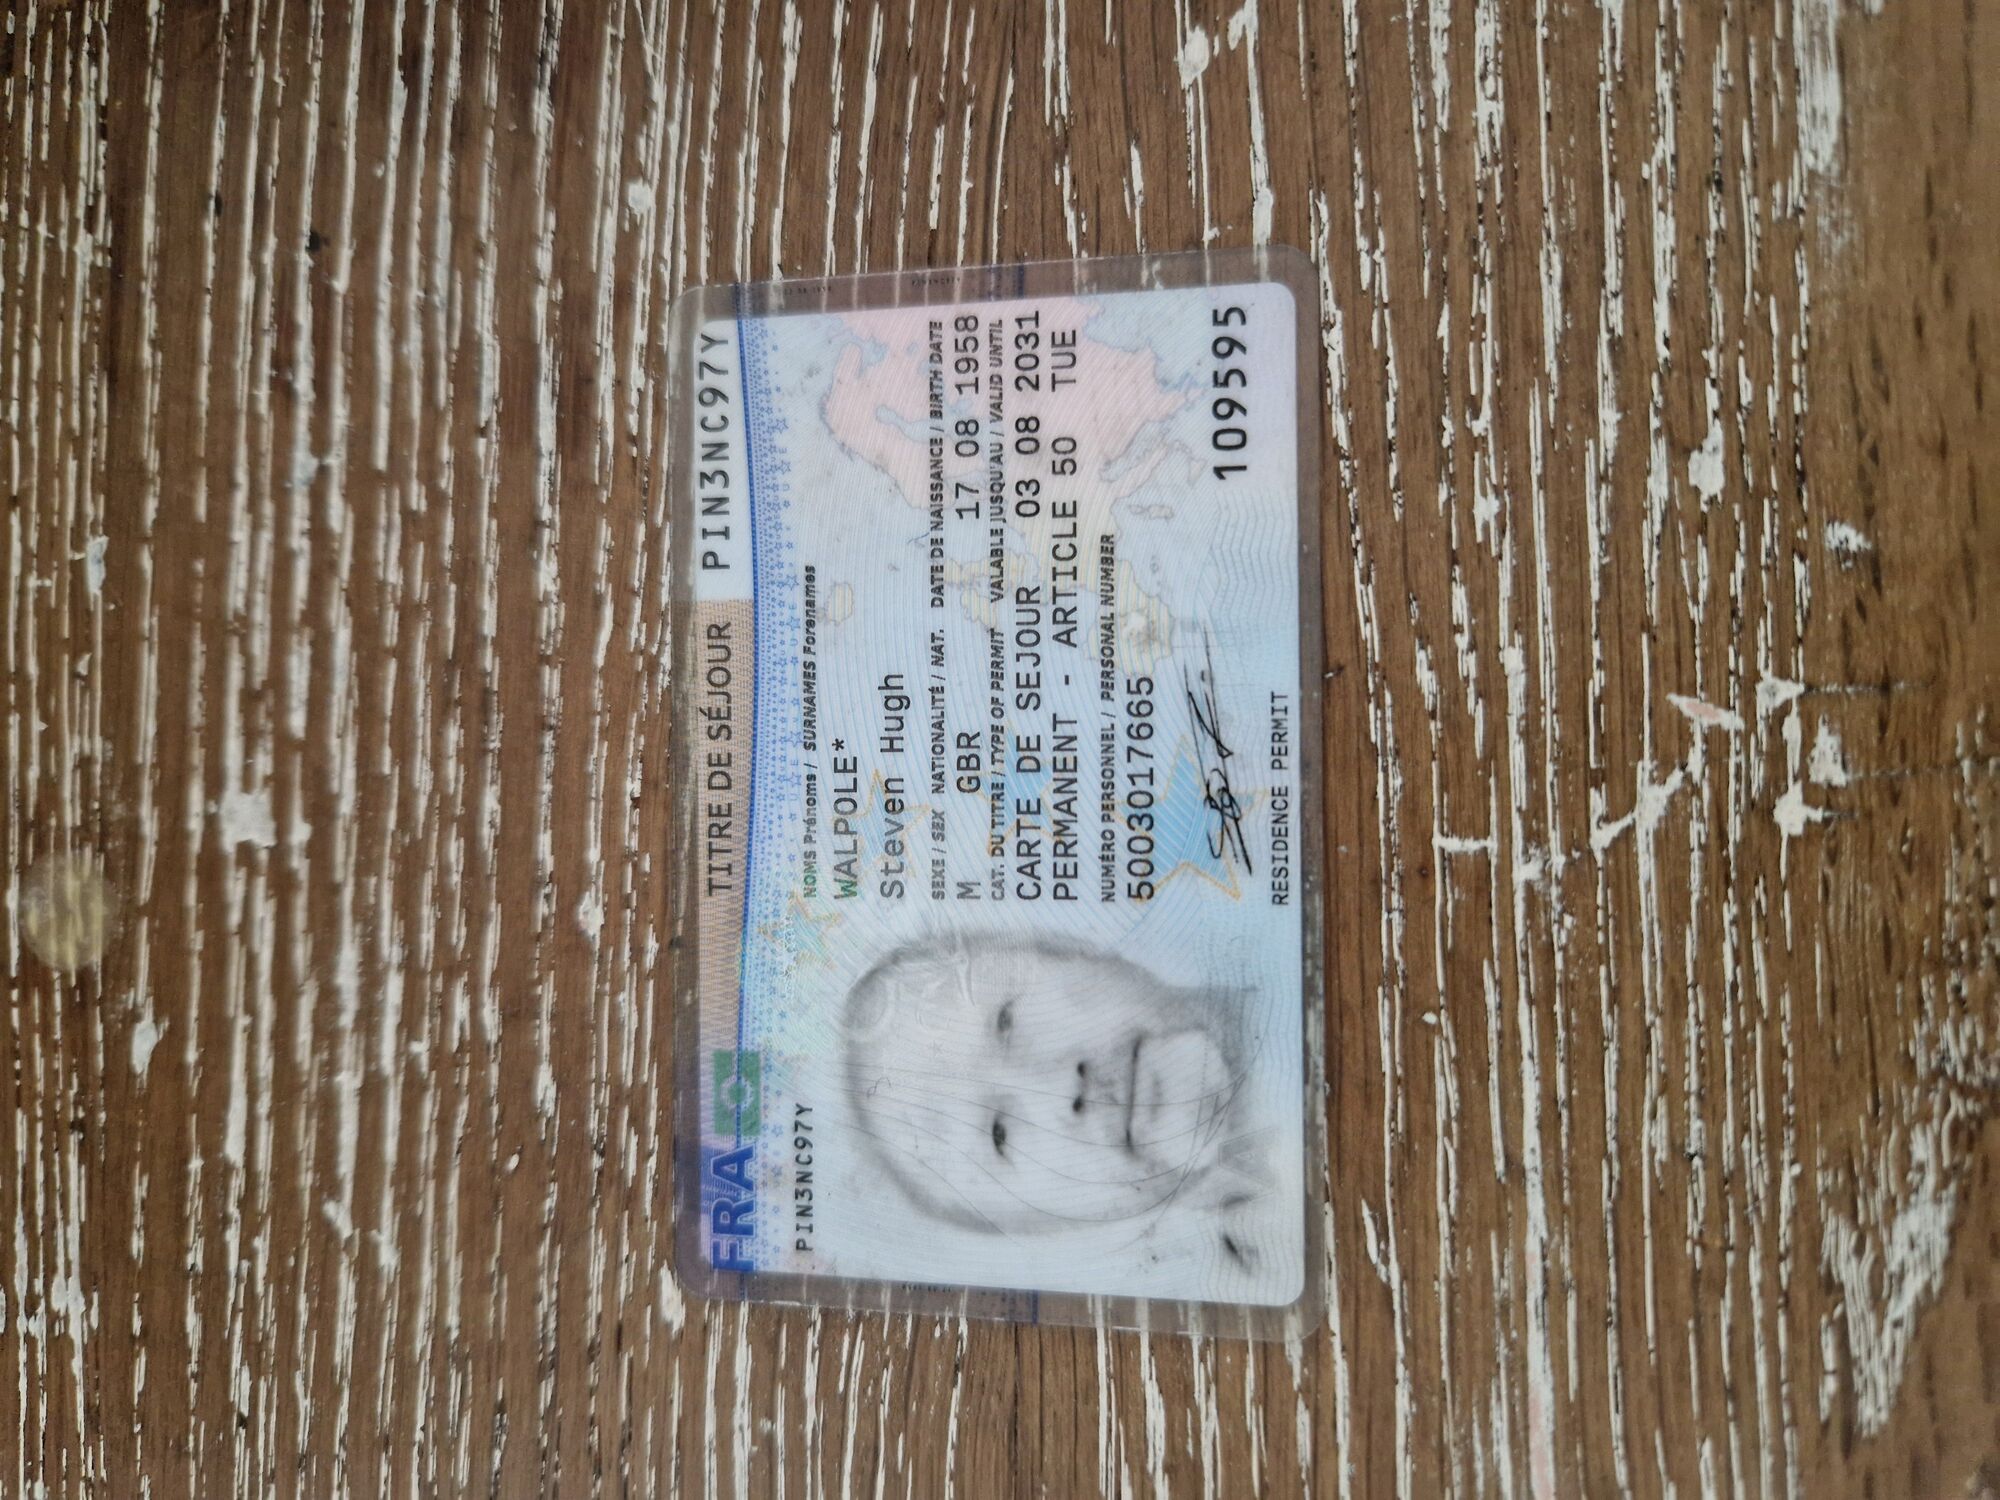 FRA
TITRE DE SÉJOUR
PIN3NC97Y
PIN3NC97Y
NOMS Prénoms / SURNAMES Forenames
WALPOLE*
Steven Hugh
SEXE / SEX NATIONALITÉ / NAT. DATE DE NAISSANCE / BIRTH DATE
M GBR 17 08 1958
CAT. DU TITRE / TYPE OF PERMIT VALABLE JUSQU'AU / VALID UNTIL
CARTE DE SEJOUR 03 08 2031
PERMANENT - ARTICLE 50 TUE
NUMÉRO PERSONNEL / PERSONAL NUMBER
5003017665
109595
RESIDENCE PERMIT